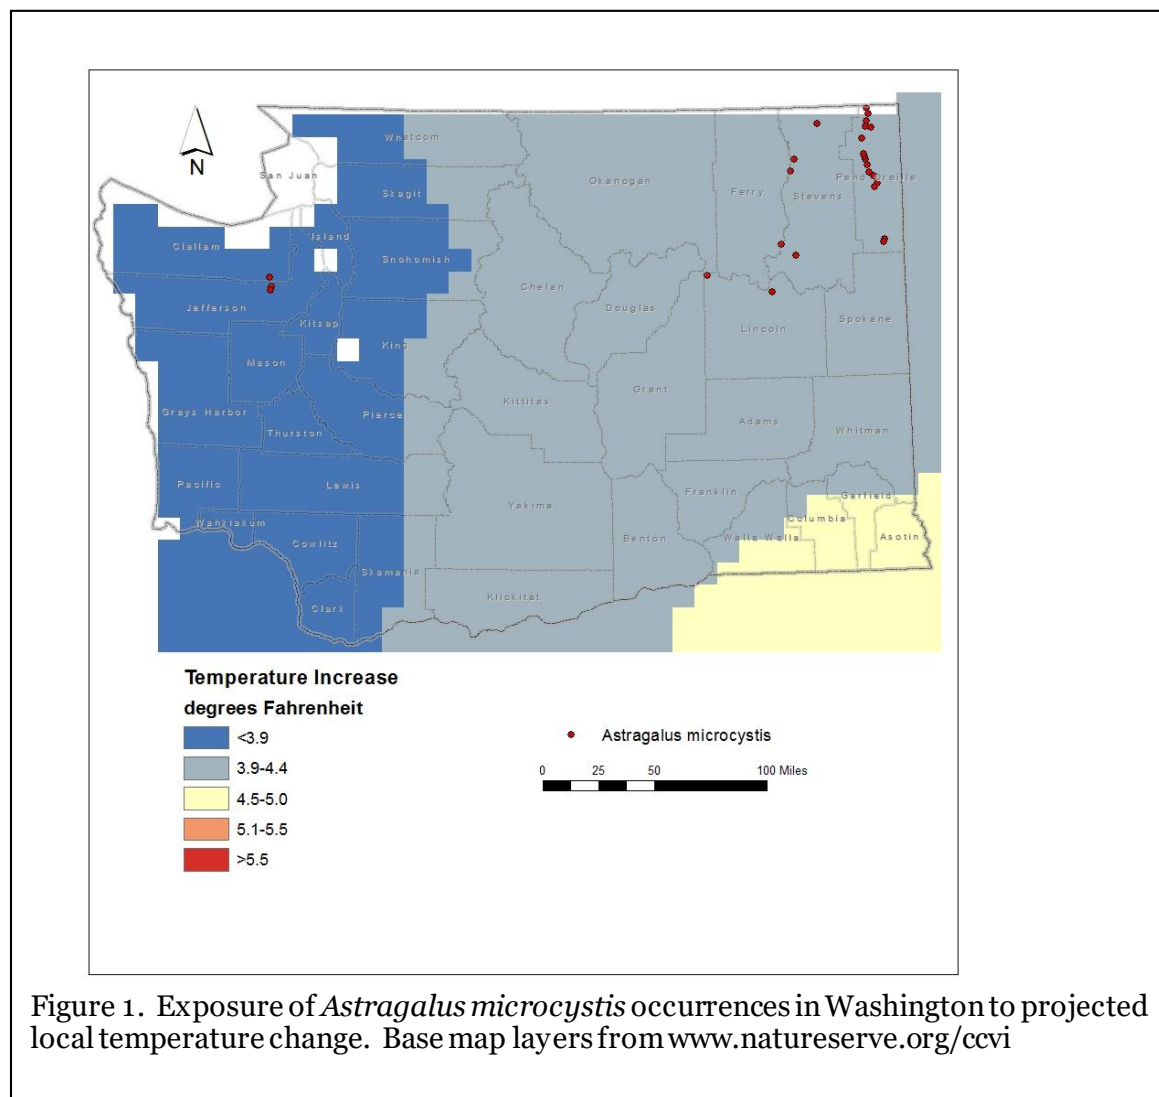 N
Whatcom
San Juan
Skagit
Okanogan
Ferry
Stevens
Pend Oreille
Clallam
Island
Snohomish
Chelan
Jefferson
Kitsap
Douglas
Lincoln
Spokane
King
Mason
Kittitas
Grant
Grays Harbor
Pierce
Adams
Thurston
Whitman
Pacific
Lewis
Yakima
Franklin
Garfield
Columbia
Wahkiakum
Cowlitz
Benton
Walla Walla
Asotin
Skamania
Klickitat
Clark
Temperature Increase
degrees Fahrenheit
<3.9
3.9-4.4
4.5-5.0
5.1-5.5
>5.5
Astragalus microcystis
0 25 50 100 Miles
Figure 1. Exposure of Astragalus microcystis occurrences in Washington to projected
local temperature change. Base map layers from www.natureserve.org/ccvi